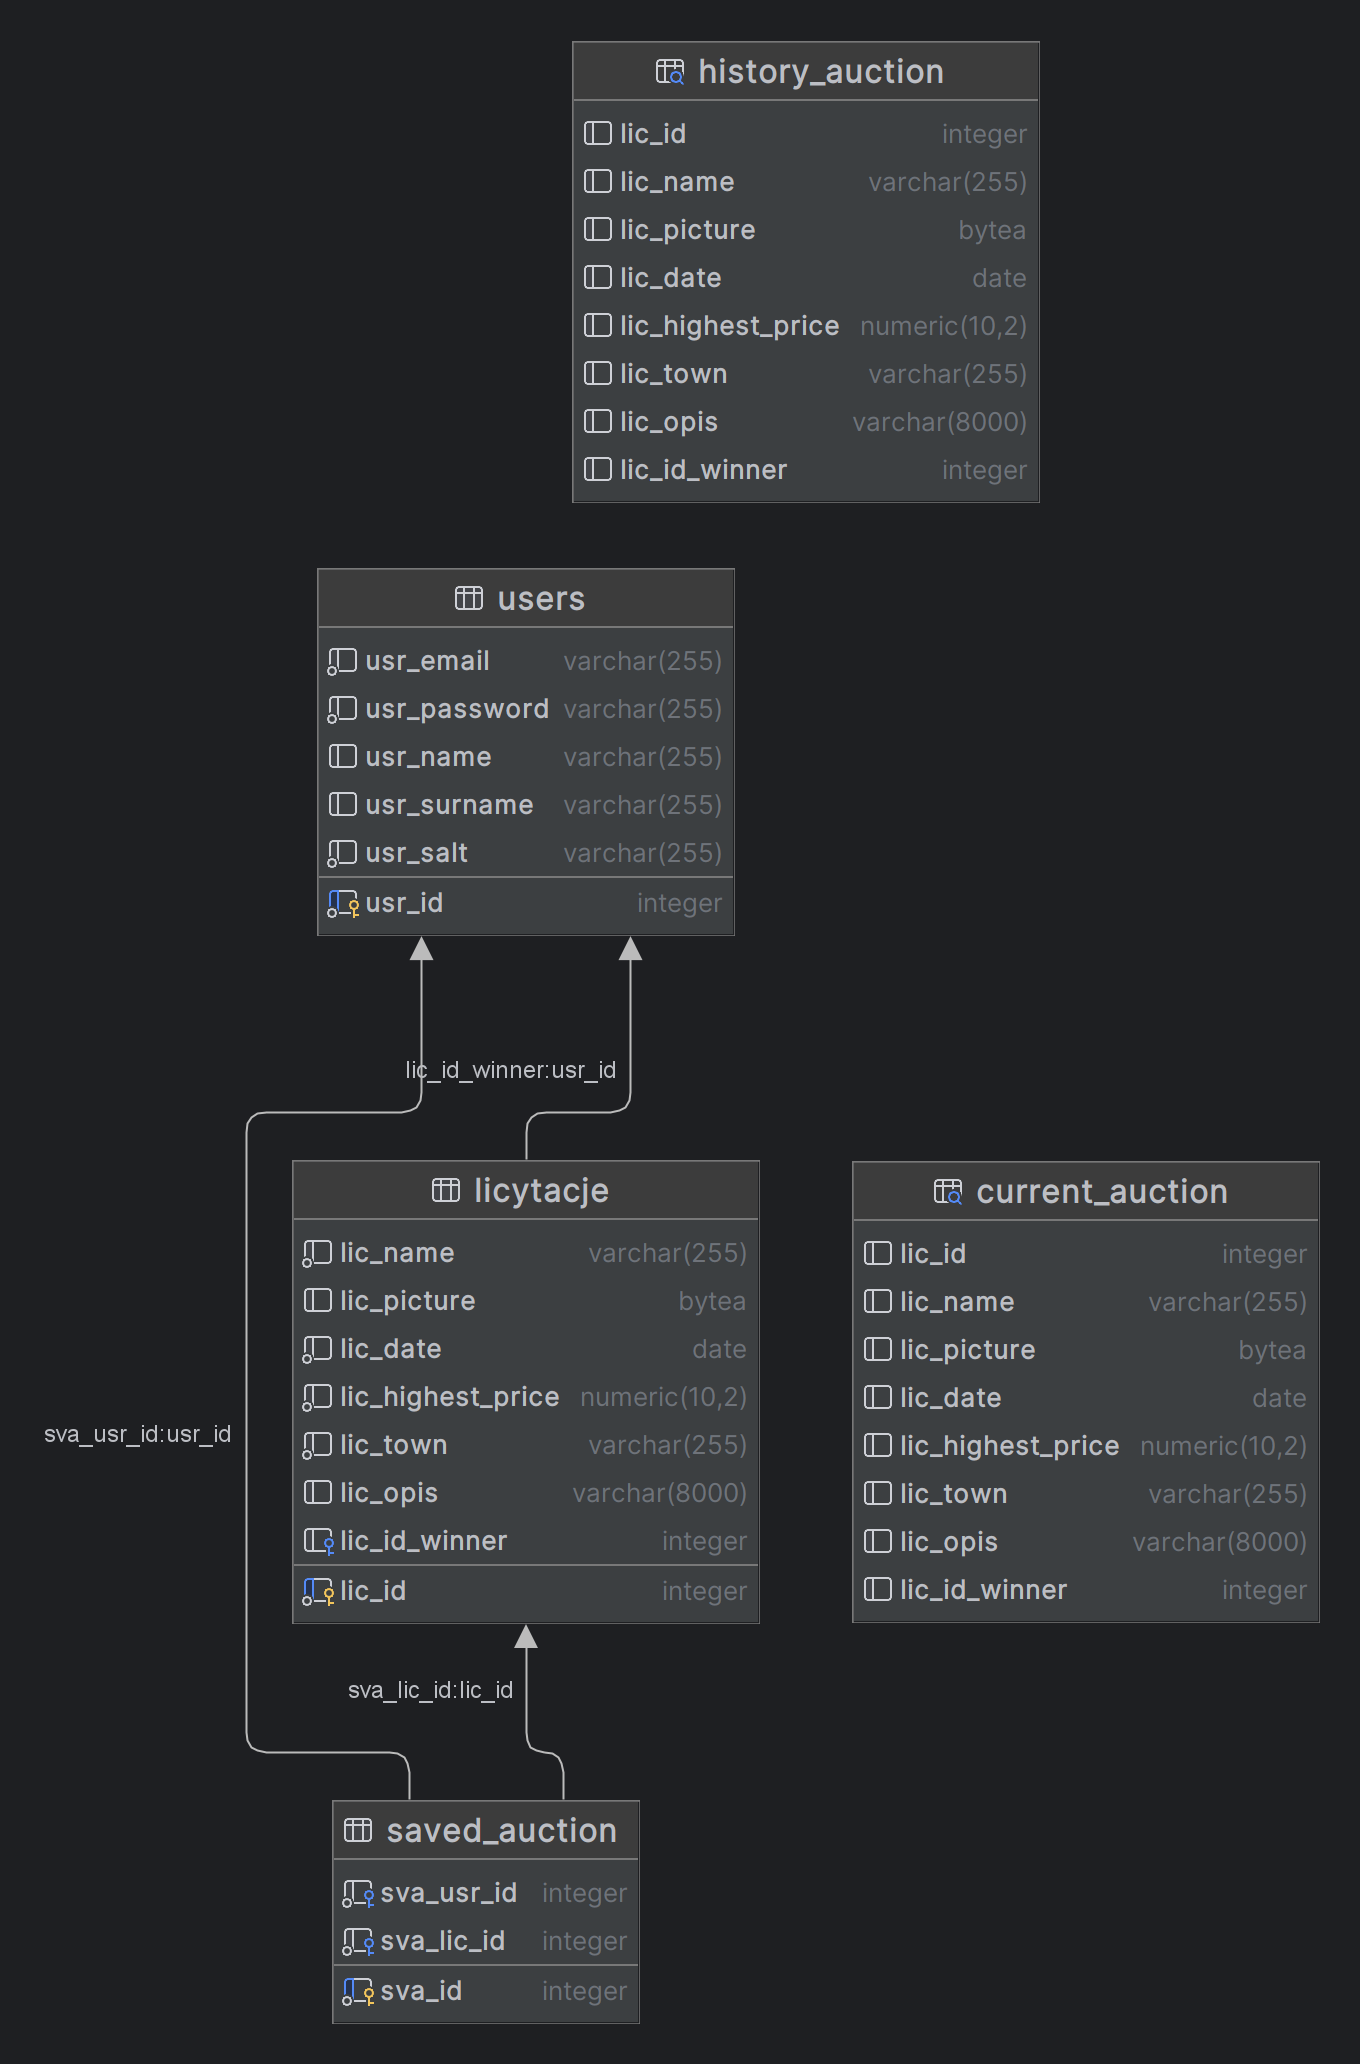 history_auction
lic_id integer
lic_name varchar(255)
lic_picture bytea
lic_date date
lic_highest_price numeric(10,2)
lic_town varchar(255)
lic_opis varchar(8000)
lic_id_winner integer
users
usr_email varchar(255)
usr_password varchar(255)
usr_name varchar(255)
usr_surname varchar(255)
usr_salt varchar(255)
usr_id integer
lic_id_winner:usr_id
licytacje
lic_name varchar(255)
lic_picture bytea
lic_date date
lic_highest_price numeric(10,2)
lic_town varchar(255)
lic_opis varchar(8000)
lic_id_winner integer
lic_id integer
current_auction
lic_id integer
lic_name varchar(255)
lic_picture bytea
lic_date date
lic_highest_price numeric(10,2)
lic_town varchar(255)
lic_opis varchar(8000)
lic_id_winner integer
sva_usr_id:usr_id
sva_lic_id:lic_id
saved_auction
sva_usr_id integer
sva_lic_id integer
sva_id integer